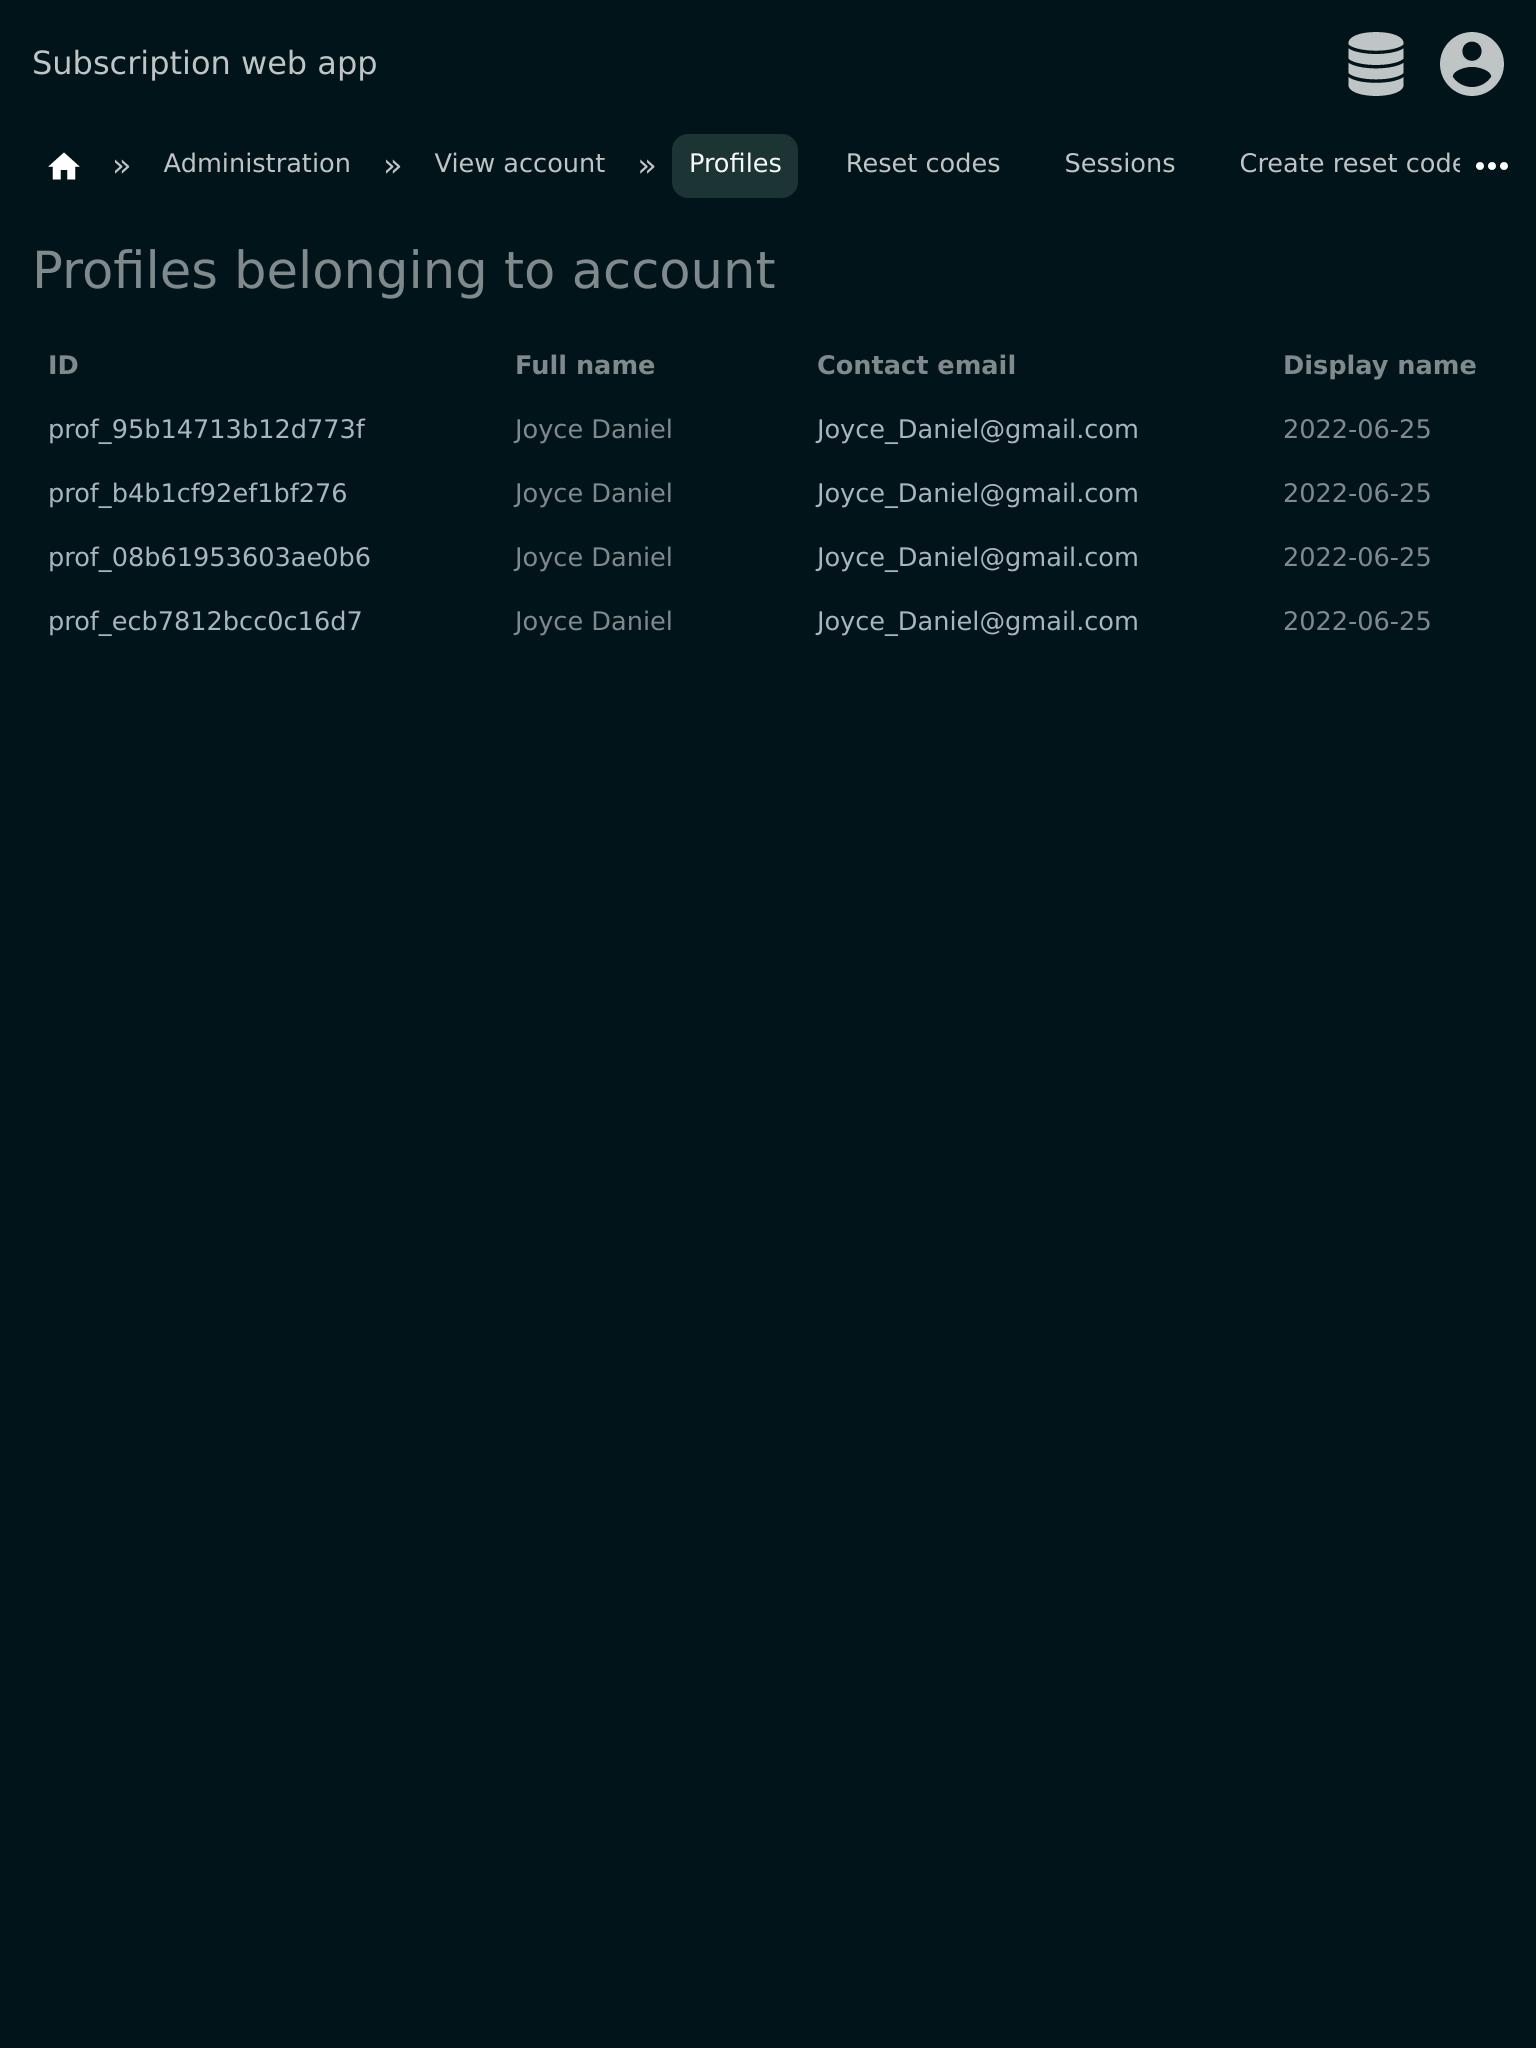 Subscription web app
» Administration » View account » Profiles Reset codes Sessions Create reset code
Profiles belonging to account
ID Full name Contact email Display name
prof_95b14713b12d773f Joyce Daniel Joyce_Daniel@gmail.com 2022-06-25
prof_b4b1cf92ef1bf276 Joyce Daniel Joyce_Daniel@gmail.com 2022-06-25
prof_08b61953603ae0b6 Joyce Daniel Joyce_Daniel@gmail.com 2022-06-25
prof_ecb7812bcc0c16d7 Joyce Daniel Joyce_Daniel@gmail.com 2022-06-25